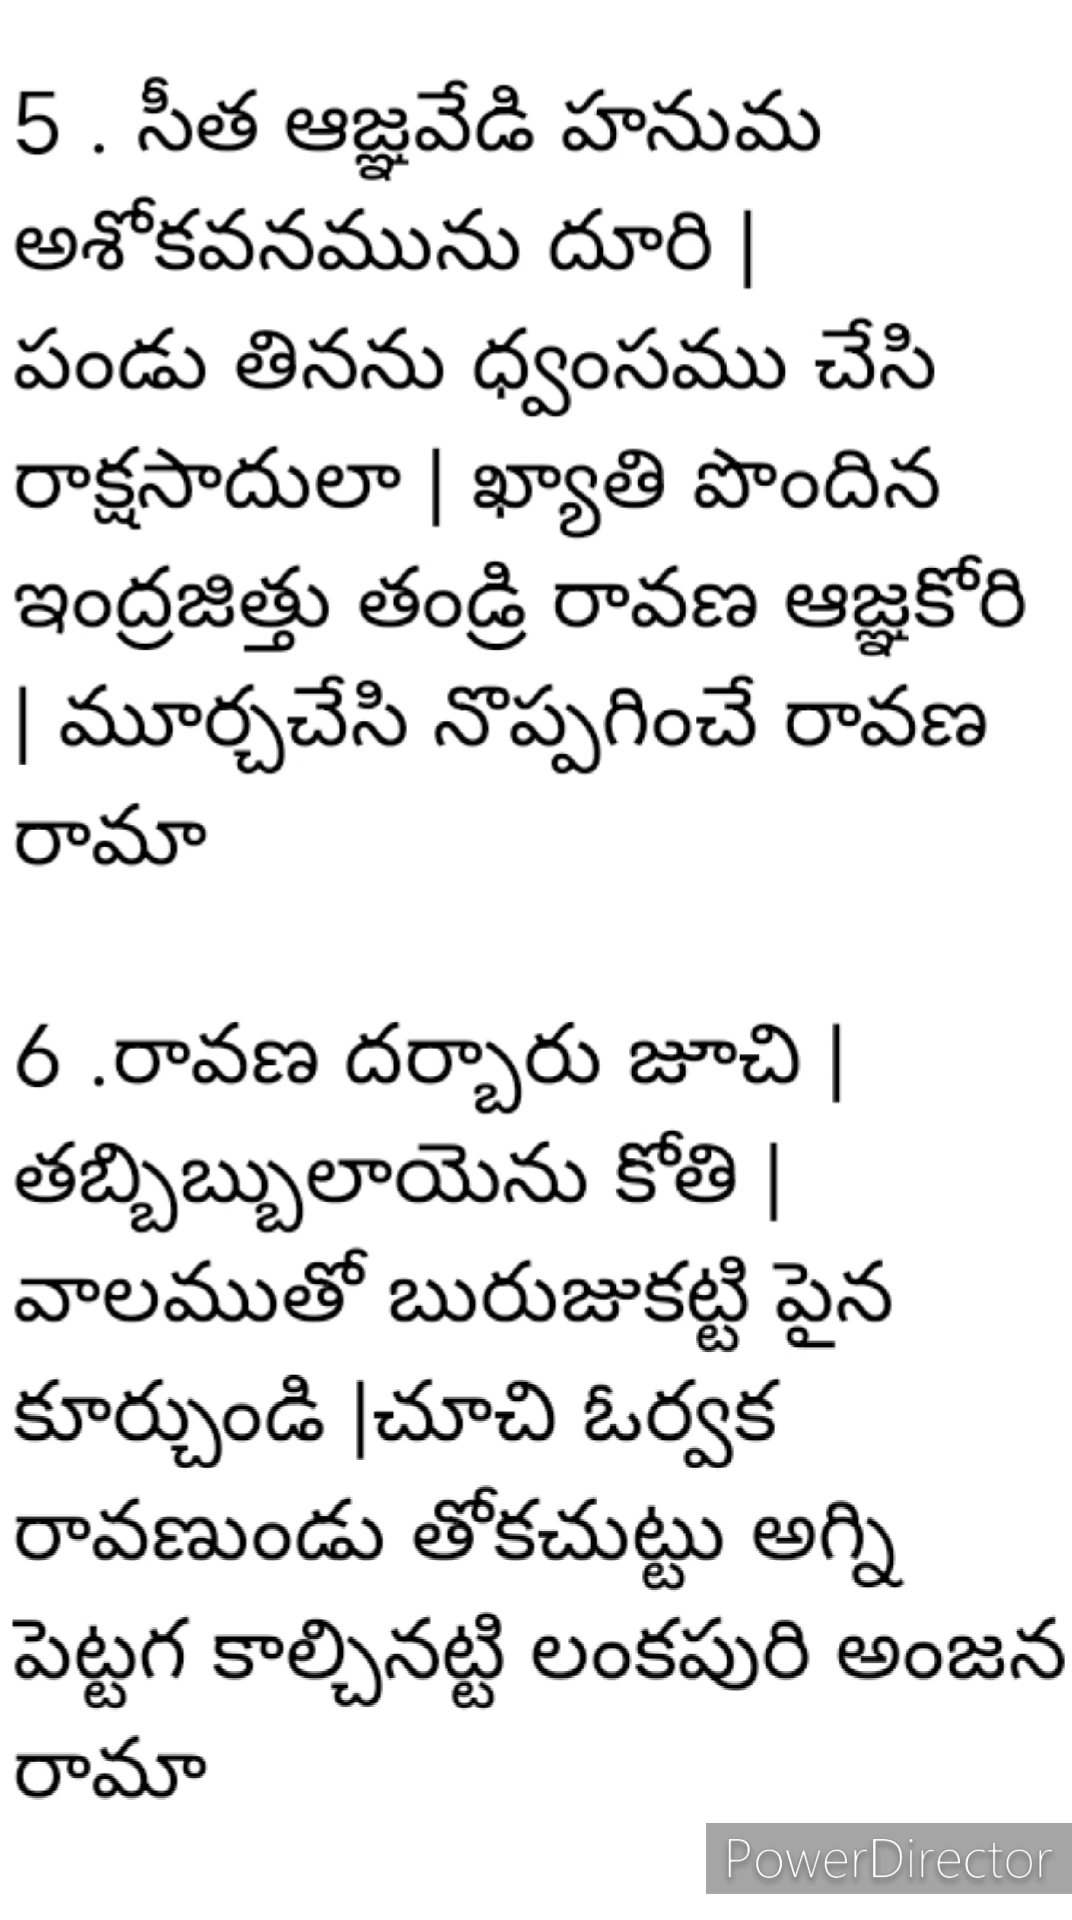 5 . సీత ఆజ్ఞవేడి హనుమ
అశోకవనమును దూరి |
పండు తినను ధ్వంసము చేసి
రాక్షసాదులా | ఖ్యాతి పొందిన
ఇంద్రజిత్తు తండ్రి రావణ ఆజ్ఞకోరి
| మూర్చచేసి నొప్పగించే రావణ
రామా
6 .రావణ దర్బారు జూచి |
తబ్బిబ్బులాయెను కోతి |
వాలముతో బురుజుకట్టి పైన
కూర్చుండి |చూచి ఓర్వక
రావణుండు తోకచుట్టు అగ్ని
పెట్టగ కాల్చినట్టి లంకపురి అంజన
రామా
PowerDirector